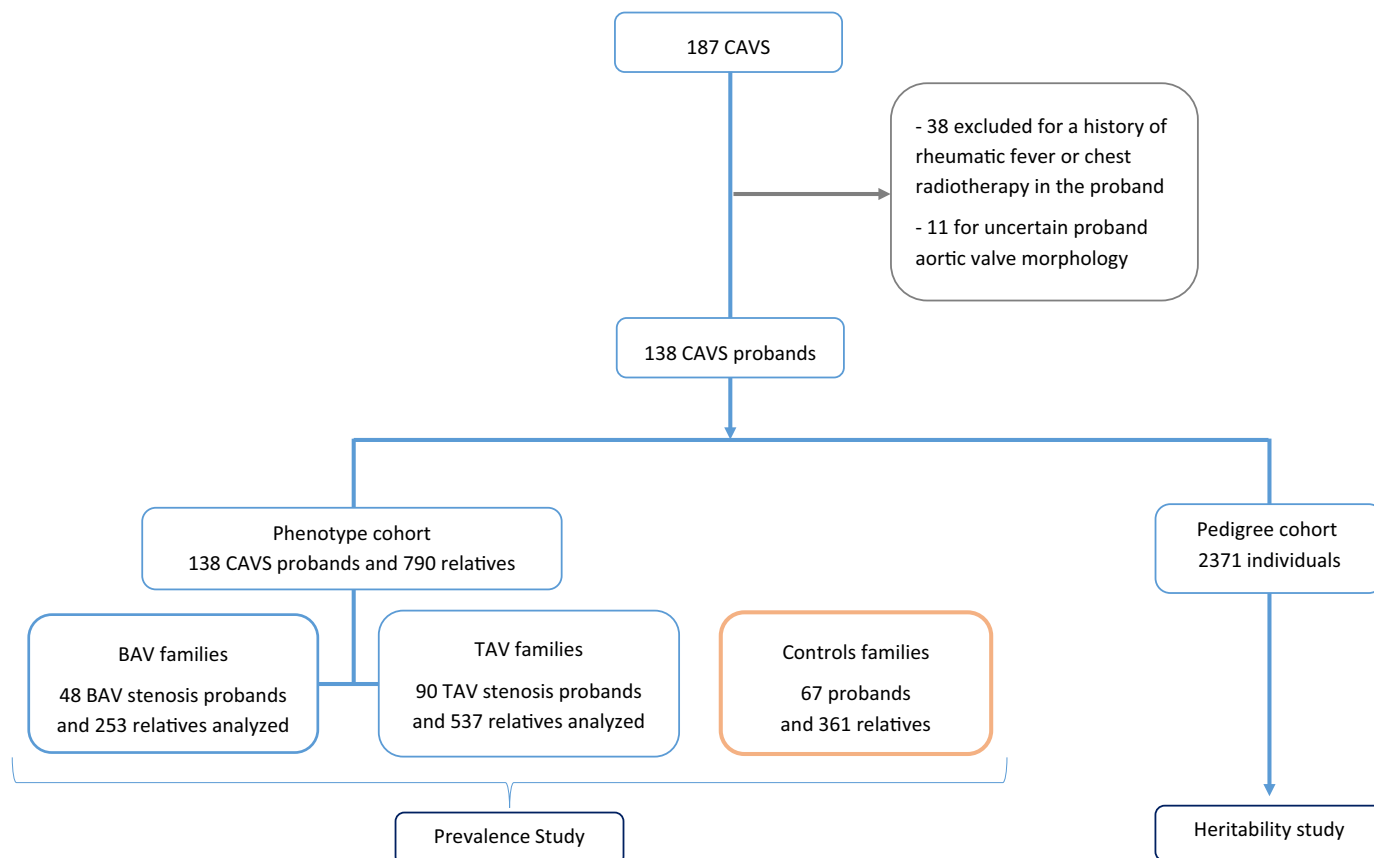 187 CAVS
- 38 excluded for a history of
rheumatic fever or chest
radiotherapy in the proband
- 11 for uncertain proband
aortic valve morphology
138 CAVS probands
Phenotype cohort
138 CAVS probands and 790 relatives
Pedigree cohort
2371 individuals
BAV families
48 BAV stenosis probands
and 253 relatives analyzed
TAV families
90 TAV stenosis probands
and 537 relatives analyzed
Controls families
67 probands
and 361 relatives
Prevalence Study
Heritability study